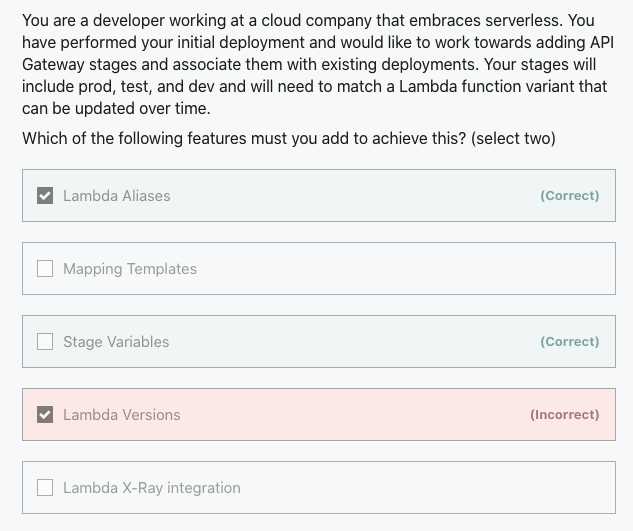 You are a developer working at a cloud company that embraces serverless. You
have performed your initial deployment and would like to work towards adding API
Gateway stages and associate them with existing deployments. Your stages will
include prod, test, and dev and will need to match a Lambda function variant that
can be updated over time.
Which of the following features must you add to achieve this? (select two)
Lambda Aliases (Correct)
Mapping Templates
Stage Variables (Correct)
Lambda Versions (Incorrect)
Lambda X-Ray integration